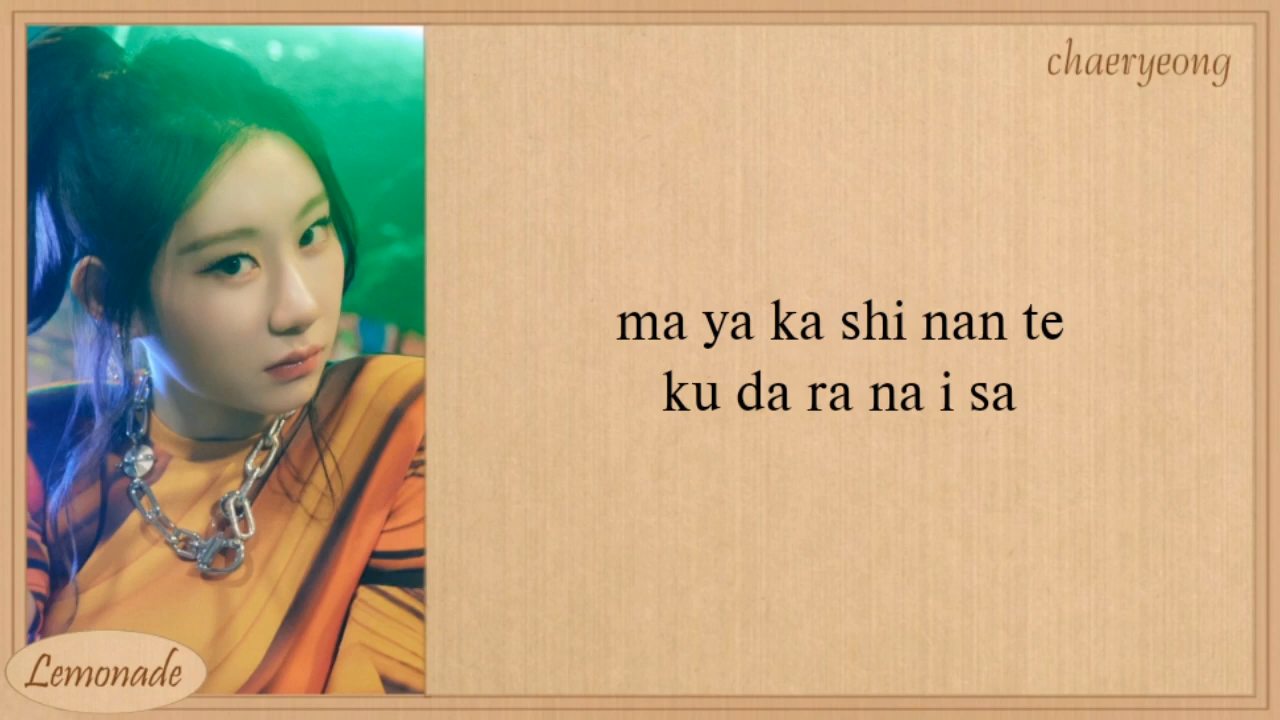 chaeryeong
ma ya ka shi nan te
ku da ra na i sa
Lemonade